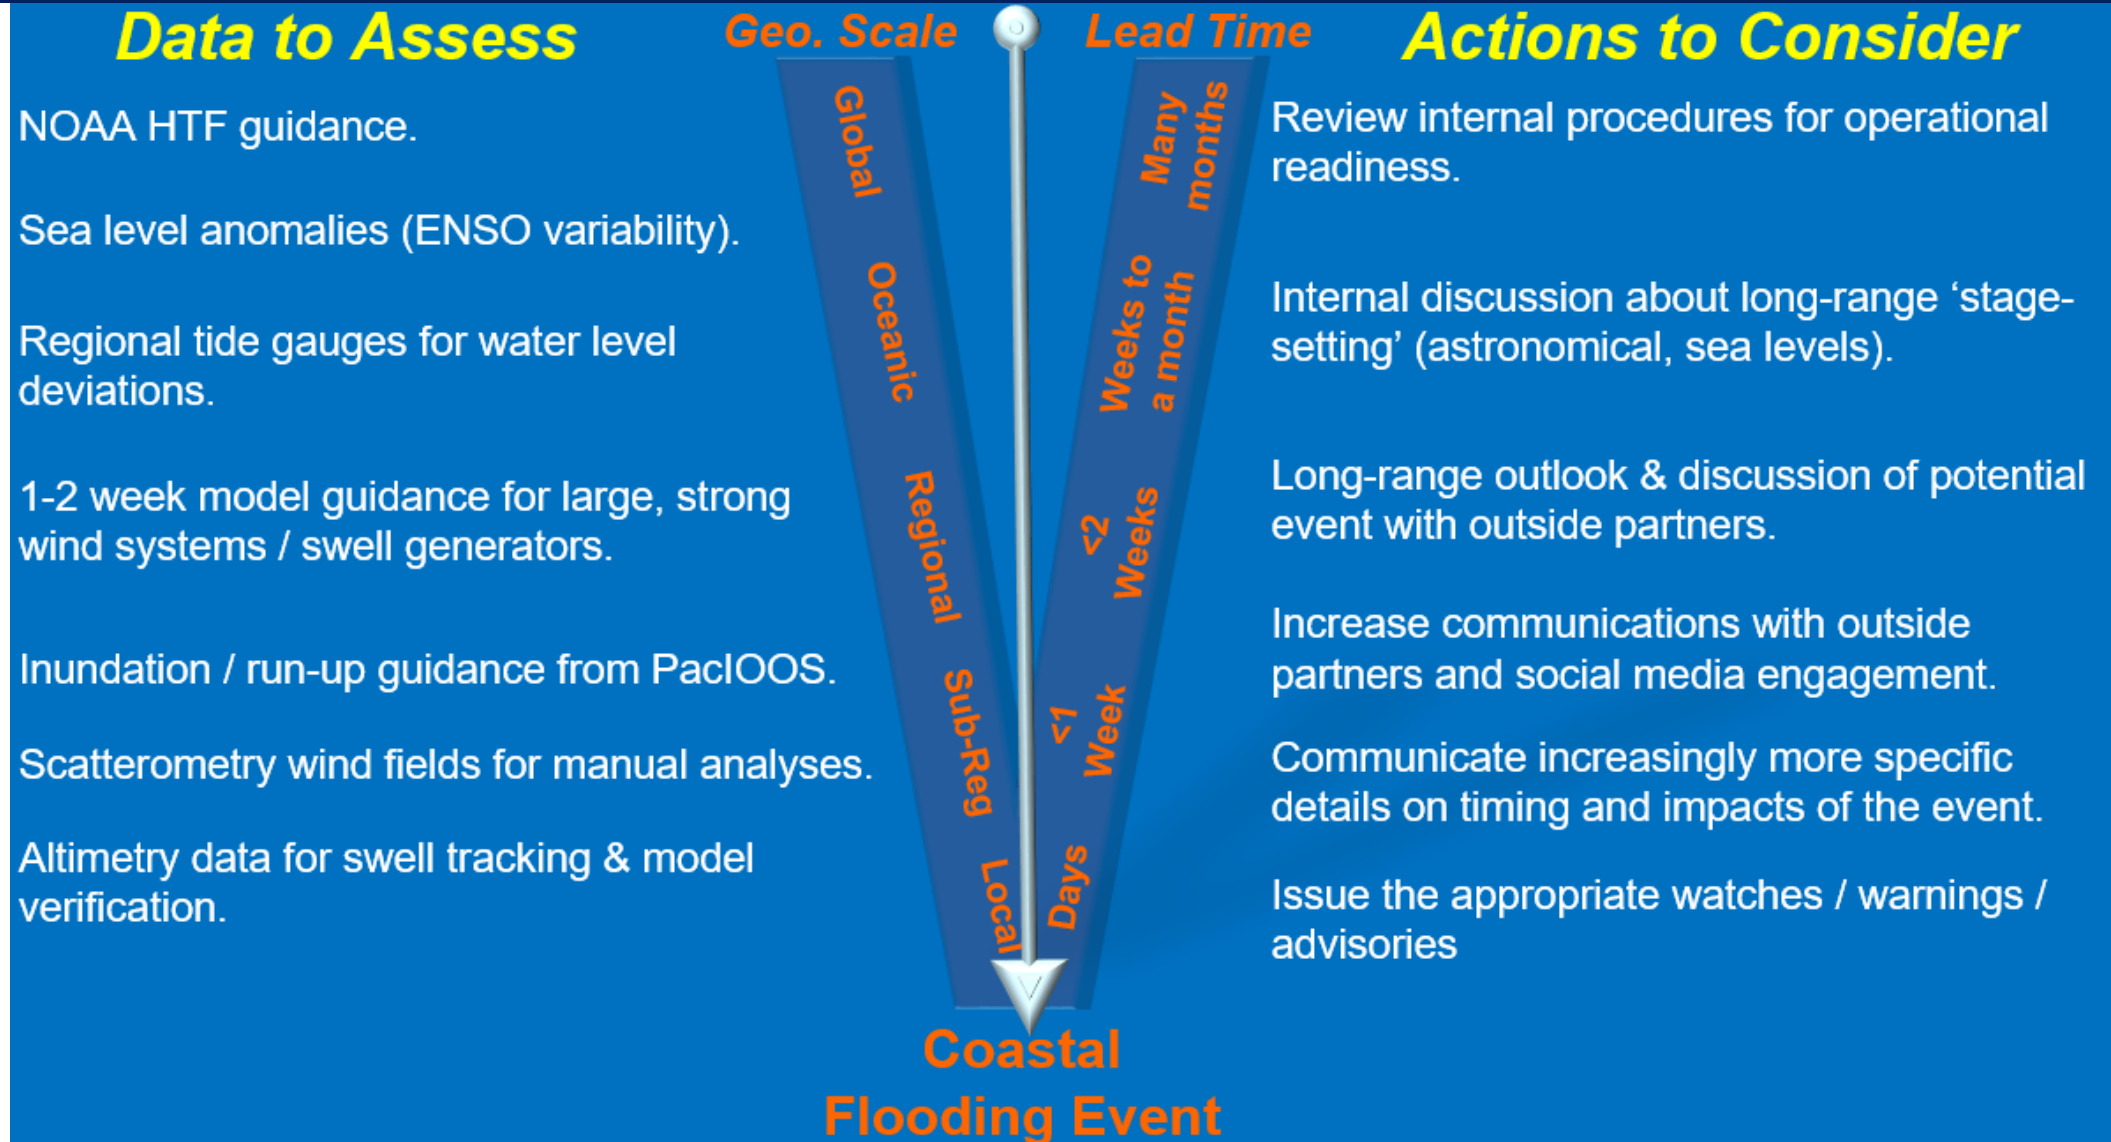 Data to Assess
Geo. Scale
Lead Time
Actions to Consider
NOAA HTF guidance.
Sea level anomalies (ENSO variability).
Regional tide gauges for water level
deviations.
1-2 week model guidance for large, strong
wind systems / swell generators.
Inundation / run-up guidance from PacIOOS.
Scatterometry wind fields for manual analyses.
Altimetry data for swell tracking & model
verification.
Global
Oceanic
Regional
Sub-Reg
Local
Many
months
Weeks to
a month
<2
Weeks
<1
Week
Days
Review internal procedures for operational
readiness.
Internal discussion about long-range ‘stage-
setting’ (astronomical, sea levels).
Long-range outlook & discussion of potential
event with outside partners.
Increase communications with outside
partners and social media engagement.
Communicate increasingly more specific
details on timing and impacts of the event.
Issue the appropriate watches / warnings /
advisories
Coastal
Flooding Event